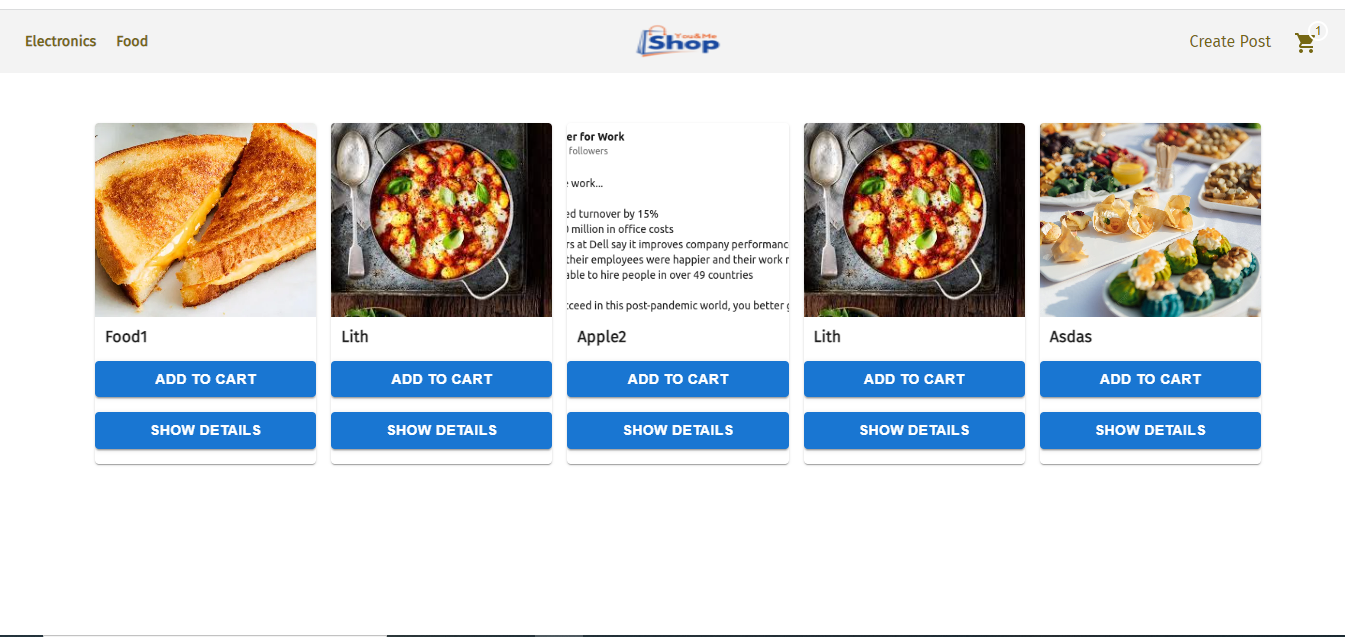 Electronics Food
You&Me
Shop
Create Post
1
er for Work
followers
e work...
ed turnover by 15%
0 million in office costs
rs at Dell say it improves company performanc
their employees were happier and their work r
able to hire people in over 49 countries
cceed in this post-pandemic world, you better g
Food1
Lith
Apple2
Lith
Asdas
ADD TO CART
ADD TO CART
ADD TO CART
ADD TO CART
ADD TO CART
SHOW DETAILS
SHOW DETAILS
SHOW DETAILS
SHOW DETAILS
SHOW DETAILS